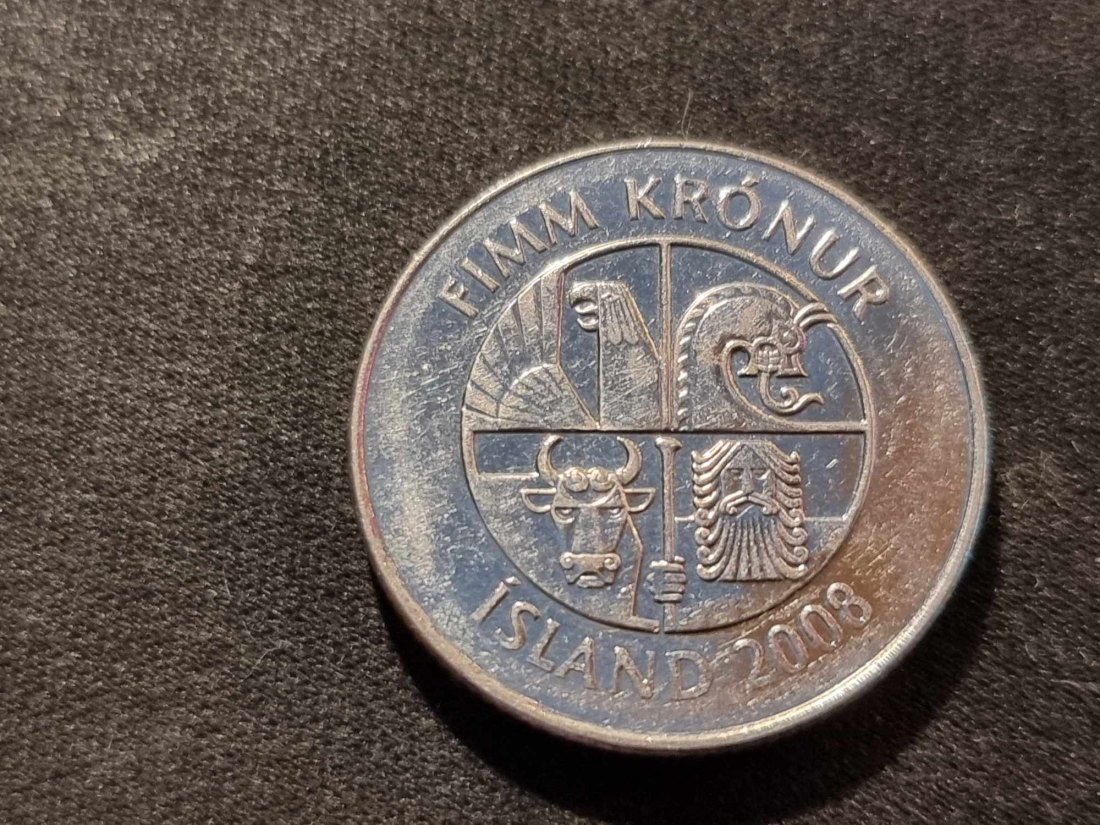 FIMM KRÓNUR
ÍSLAND 2008